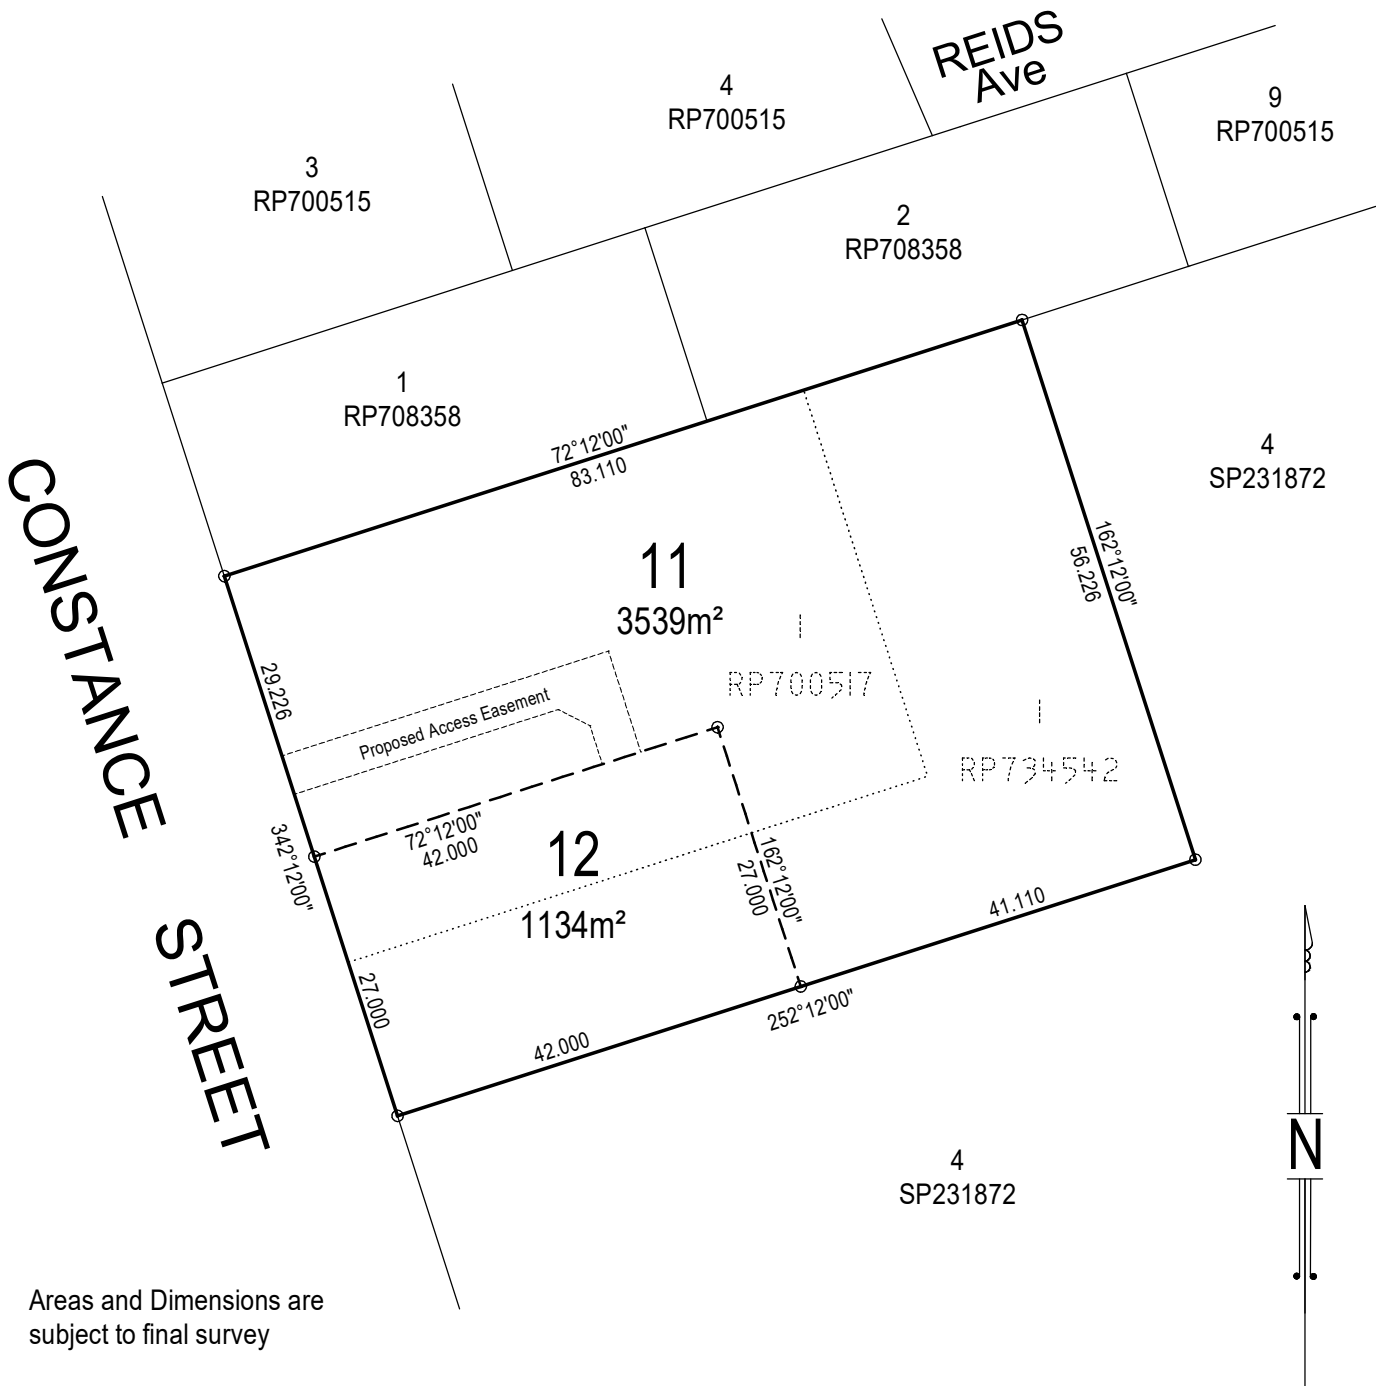 REIDS
Ave
4
RP700515
9
RP700515
3
RP700515
2
RP708358
1
RP708358
4
SP231872
72°12'00"
83.110
CONSTANCE
STREET
162°12'00"
56.226
11
3539m²
29.226
1
RP700517
Proposed Access Easement
1
RP734542
72°12'00"
42.000
342°12'00"
12
1134m²
162°12'00"
27.000
41.110
27.000
42.000
252°12'00"
4
SP231872
N
Areas and Dimensions are
subject to final survey